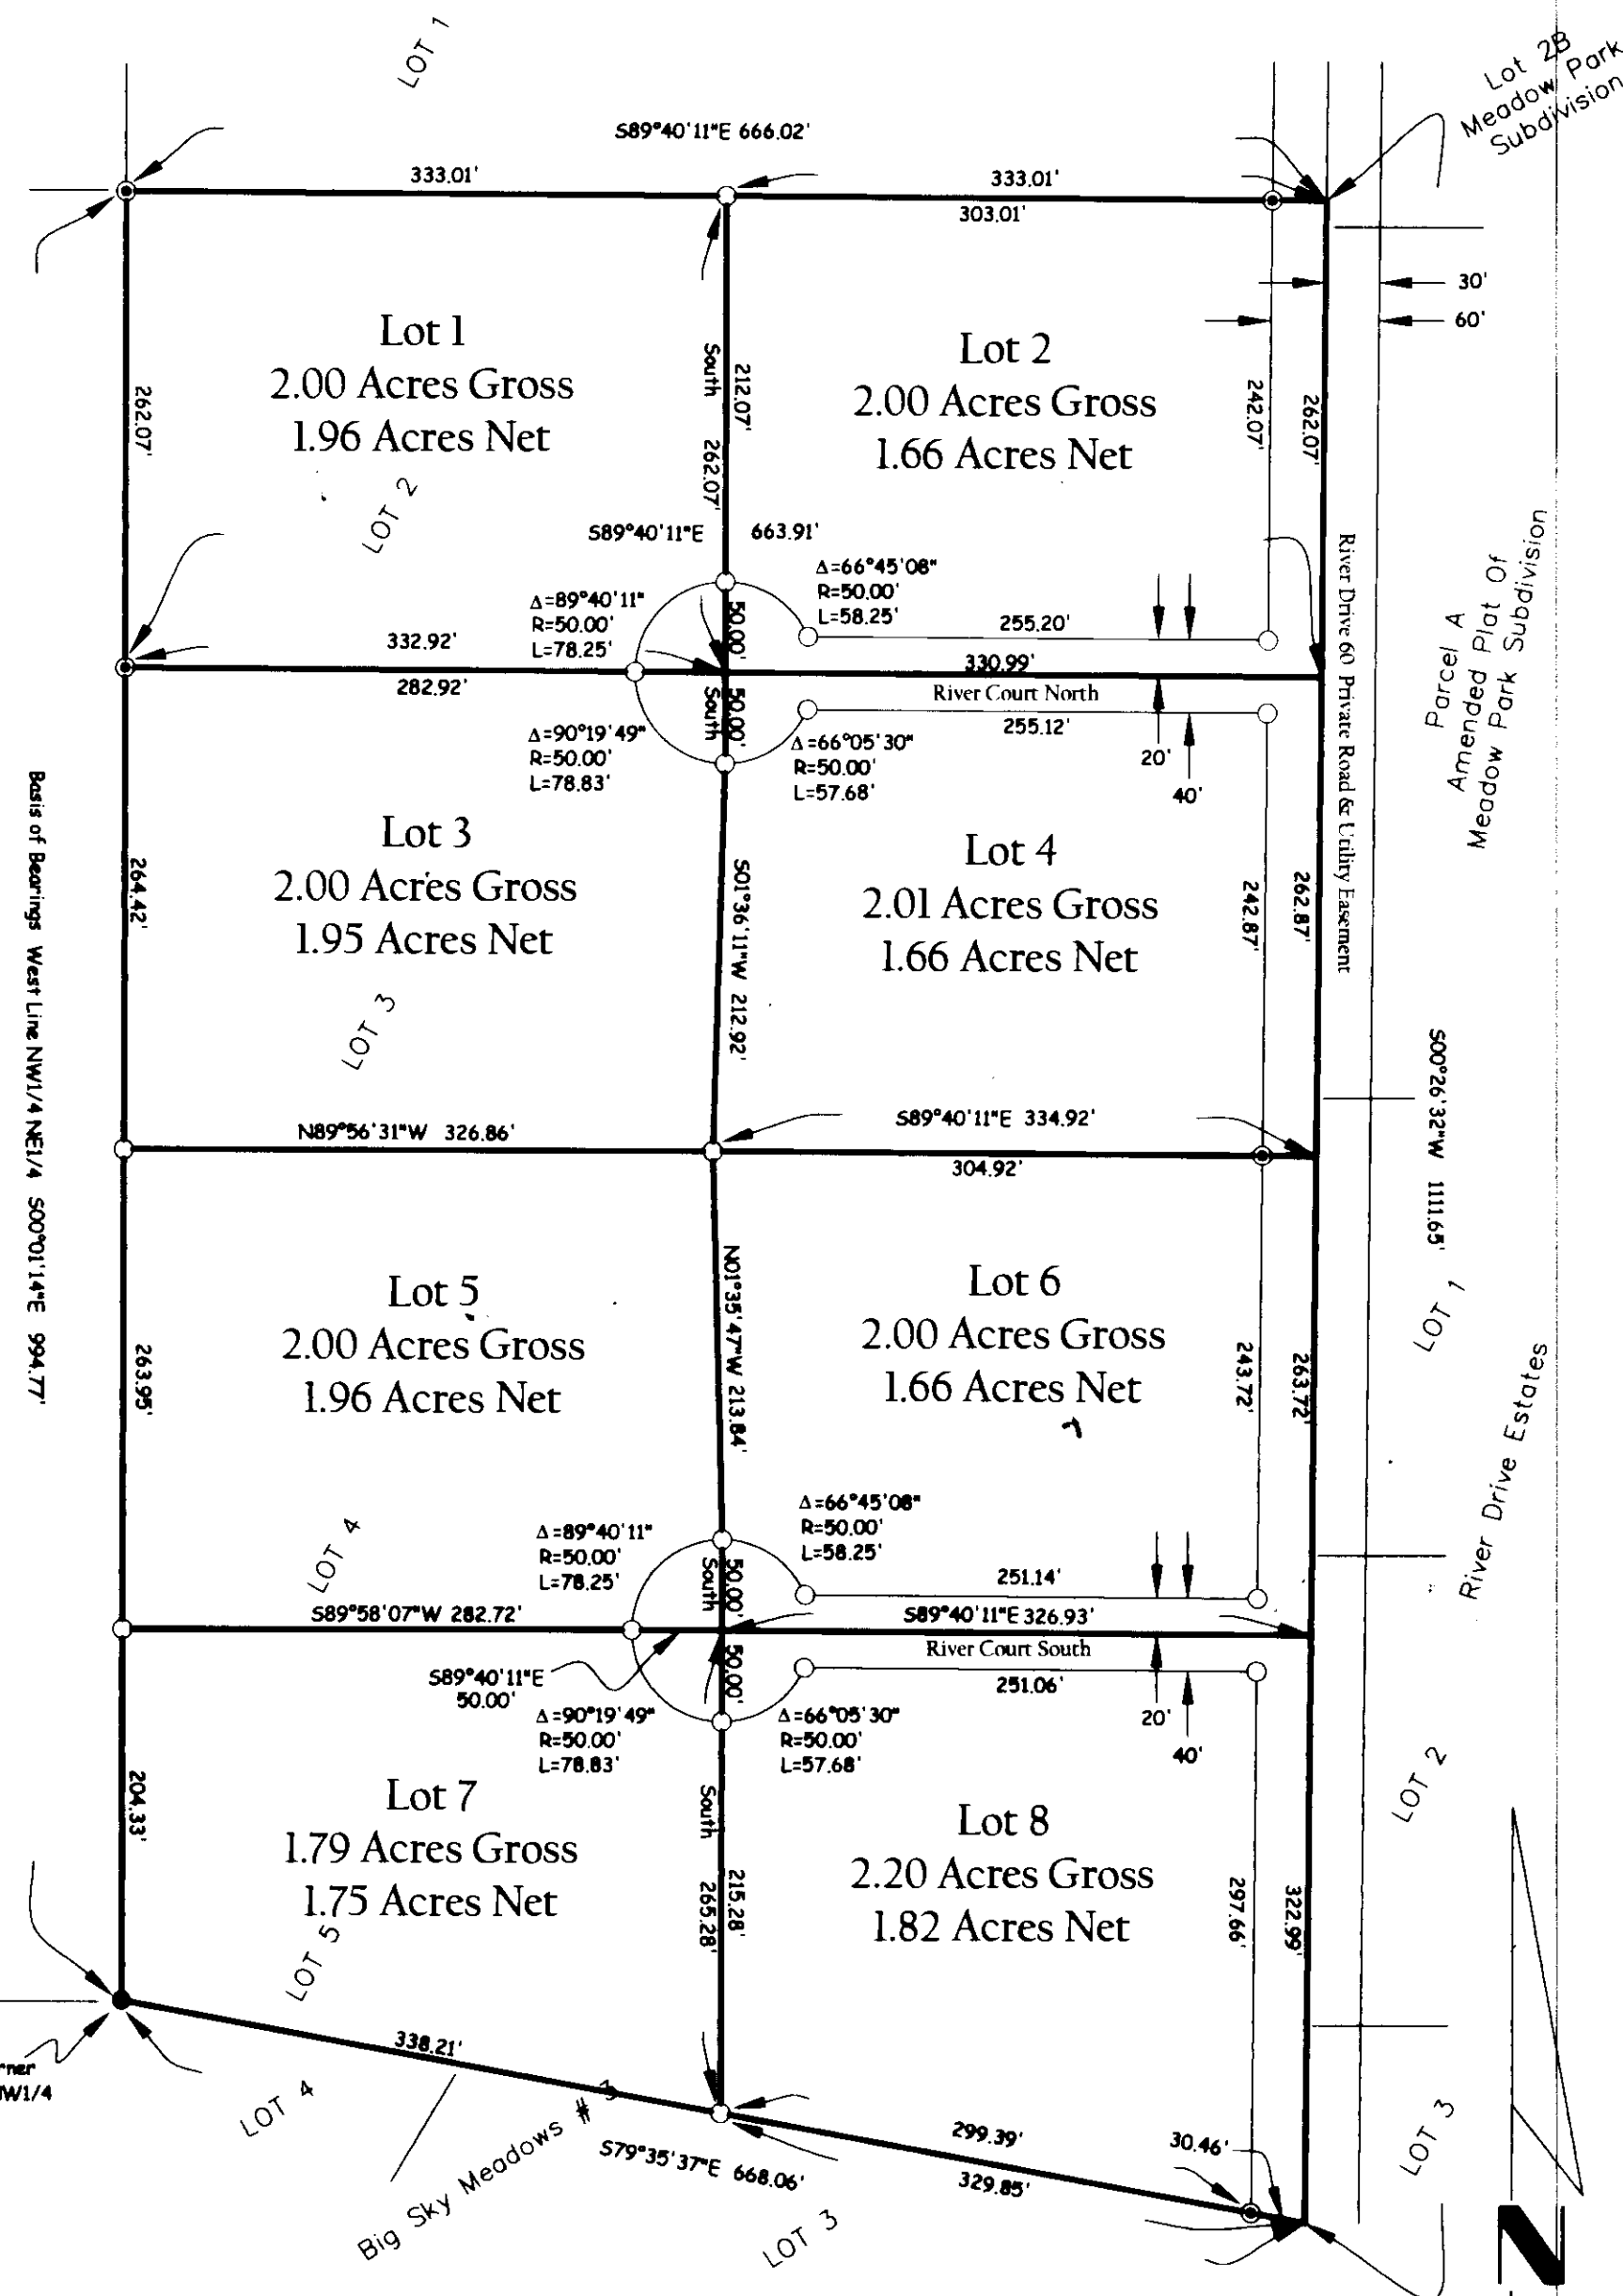 LOT 1
Lot 2B
Meadow Park
Subdivision
S89°40'11"E 666.02'
333.01'
333.01'
303.01'
30'
60'
Lot 1
2.00 Acres Gross
1.96 Acres Net
262.07'
LOT 2
South 262.07'
212.07'
Lot 2
2.00 Acres Gross
1.66 Acres Net
242.07'
262.07'
S89°40'11"E 663.91'
Δ=89°40'11"
R=50.00'
L=78.25'
Δ=66°45'08"
R=50.00'
L=58.25'
50.00'
255.20'
332.92'
282.92'
330.99'
River Court North
255.12'
South
50.00'
Δ=90°19'49"
R=50.00'
L=78.83'
Δ=66°05'30"
R=50.00'
L=57.68'
20'
40'
River Drive 60 Private Road & Utility Easement
Parcel A
Amended Plat Of
Meadow Park Subdivision
Basis of Bearings West Line NW1/4 NE1/4 S00°01'14"E 994.77'
264.42'
Lot 3
2.00 Acres Gross
1.95 Acres Net
LOT 3
S01°36'11"W 212.92'
Lot 4
2.01 Acres Gross
1.66 Acres Net
242.87'
262.87'
S00°26'32"W 1111.65'
N89°56'31"W 326.86'
S89°40'11"E 334.92'
304.92'
263.95'
Lot 5
2.00 Acres Gross
1.96 Acres Net
LOT 4
N01°35'47"W 213.84'
Lot 6
2.00 Acres Gross
1.66 Acres Net
243.72'
263.72'
LOT 1
River Drive Estates
Δ=89°40'11"
R=50.00'
L=78.25'
Δ=66°45'08"
R=50.00'
L=58.25'
South
50.00'
251.14'
S89°58'07"W 282.72'
S89°40'11"E 326.93'
River Court South
251.06'
S89°40'11"E
50.00'
50.00'
Δ=90°19'49"
R=50.00'
L=78.83'
Δ=66°05'30"
R=50.00'
L=57.68'
20'
40'
204.33'
Lot 7
1.79 Acres Gross
1.75 Acres Net
LOT 5
South 265.28'
215.28'
Lot 8
2.20 Acres Gross
1.82 Acres Net
297.66'
322.99'
LOT 2
338.21'
LOT 4
Big Sky Meadows # 3
S79°35'37"E 668.06'
299.39'
329.85'
30.46'
LOT 3
LOT 3
N